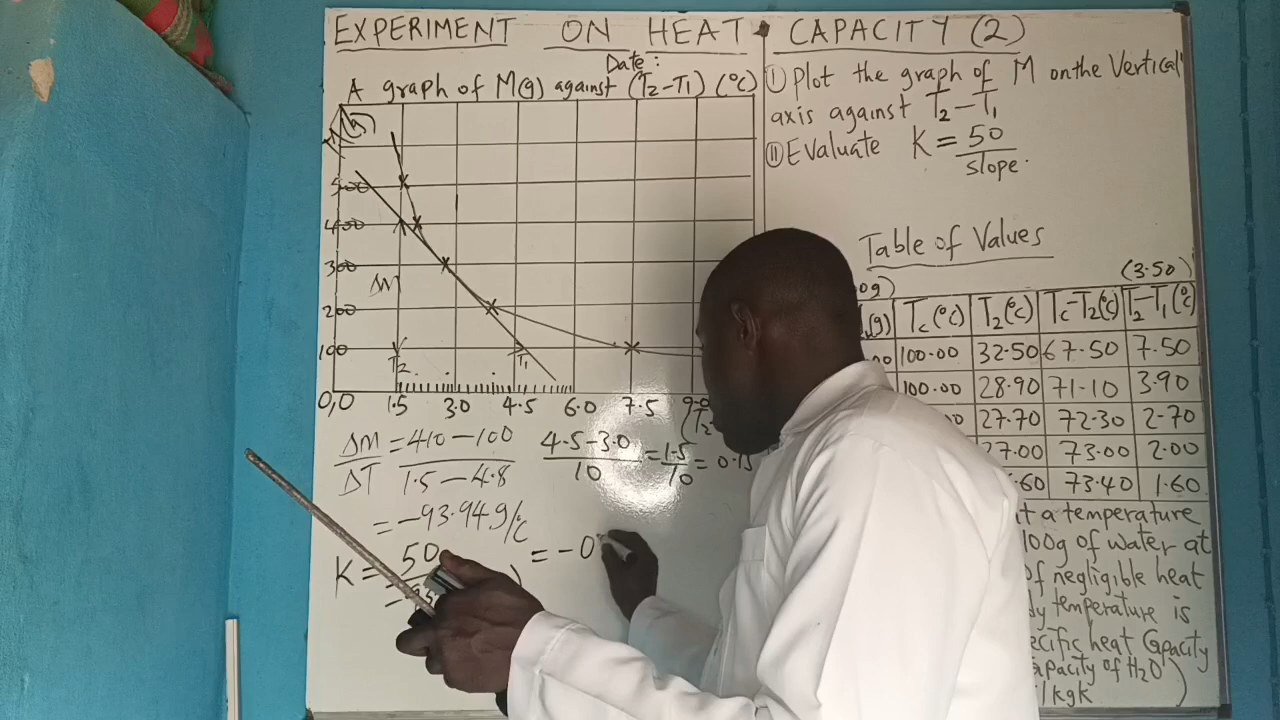 EXPERIMENT ON HEAT CAPACITY (2)
Date:
A graph of M(g) against (T2-T1) (°C)
(g)
500
400
300
200
100
ΔM
T2
T1
0,0 1.5 3.0 4.5 6.0 7.5
ΔM/ΔT = 410-100/1.5-4.8
= -93.94g/°C
4.5-3.0/10 = 1.5/10 = 0.15
K = 50
= -0
(I) Plot the graph of M on the Vertical
axis against T2-T1
(II) Evaluate K = 50/slope.
Table of Values
(3.50)
(g) Tc(°C) T2(°C) Tc-T2(°C) T2-T1(°C)
100.00 32.50 67.50 7.50
100.00 28.90 71.10 3.90
27.70 72.30 2.70
27.00 73.00 2.00
.60 73.40 1.60
at a temperature
100g of water at
of negligible heat
temperature is
heat Capacity
of H2O)
/kgk